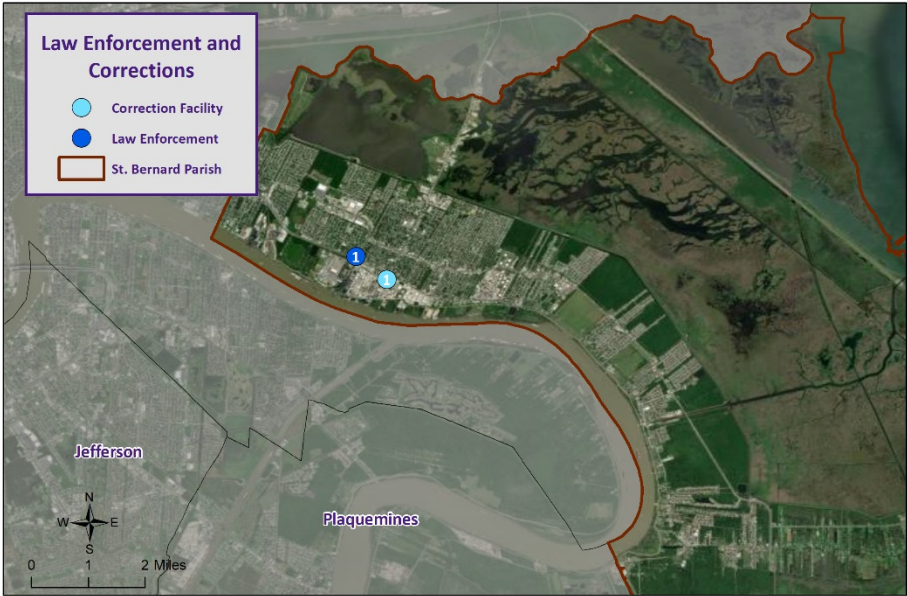 Law Enforcement and
Corrections
Correction Facility
Law Enforcement
St. Bernard Parish
1
1
Jefferson
Plaquemines
N
W E
S
0 1 2 Miles